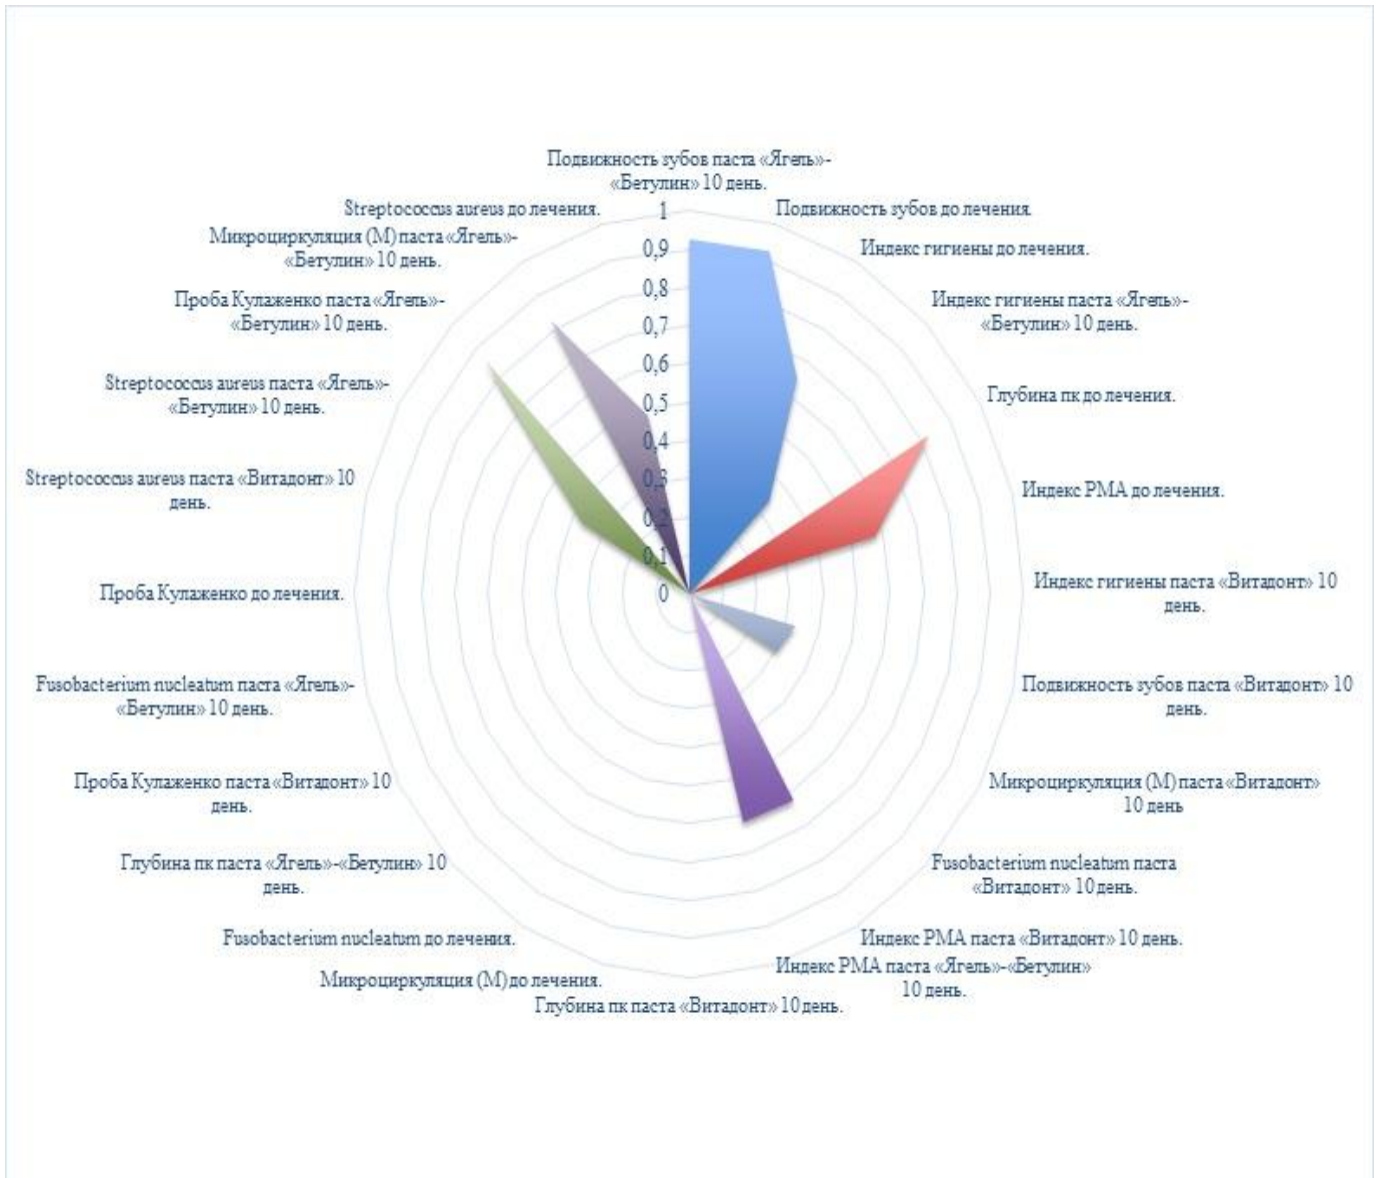 Подвижность зубов паста «Ягель»-
«Бетулин» 10 день.
Подвижность зубов до лечения.
Индекс гигиены до лечения.
Индекс гигиены паста «Ягель»-
«Бетулин» 10 день.
Глубина пк до лечения.
Индекс РМА до лечения.
Индекс гигиены паста «Витадонт» 10
день.
Подвижность зубов паста «Витадонт» 10
день.
Микроциркуляция (М) паста «Витадонт»
10 день
Fusobacterium nucleatum паста
«Витадонт» 10 день.
Индекс РМА паста «Витадонт» 10 день.
Индекс РМА паста «Ягель»-«Бетулин»
10 день.
Глубина пк паста «Витадонт» 10 день.
Микроциркуляция (М) до лечения.
Fusobacterium nucleatum до лечения.
Глубина пк паста «Ягель»-«Бетулин» 10
день.
Проба Кулаженко паста «Витадонт» 10
день.
Fusobacterium nucleatum паста «Ягель»-
«Бетулин» 10 день.
Проба Кулаженко до лечения.
Streptococcus aureus паста «Витадонт» 10
день.
Streptococcus aureus паста «Ягель»-
«Бетулин» 10 день.
Проба Кулаженко паста «Ягель»-
«Бетулин» 10 день.
Микроциркуляция (М) паста «Ягель»-
«Бетулин» 10 день.
Streptococcus aureus до лечения.
1
0,9
0,8
0,7
0,6
0,5
0,4
0,3
0,2
0,1
0